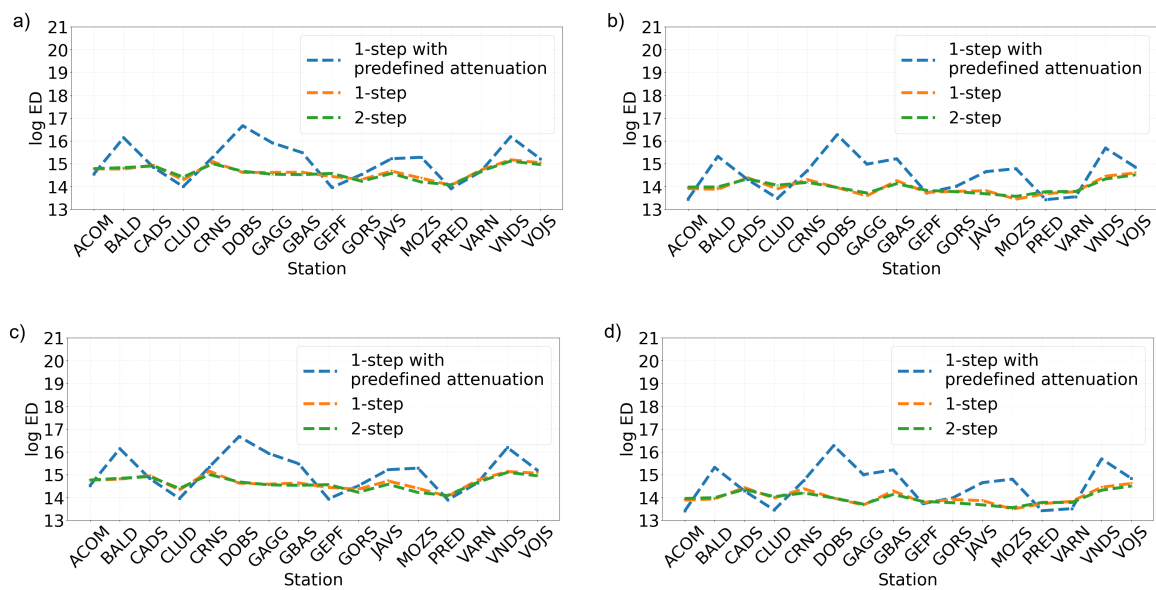 a)
21
20
19
18
17
16
15
14
13
log ED
1-step with
predefined attenuation
1-step
2-step
ACOM
BALD
CADS
CLUD
CRNS
DOBS
GAGG
GBAS
GEPF
GORS
JAVS
MOZS
PRED
VARN
VNDS
VOJS
Station
b)
21
20
19
18
17
16
15
14
13
log ED
1-step with
predefined attenuation
1-step
2-step
ACOM
BALD
CADS
CLUD
CRNS
DOBS
GAGG
GBAS
GEPF
GORS
JAVS
MOZS
PRED
VARN
VNDS
VOJS
Station
c)
21
20
19
18
17
16
15
14
13
log ED
1-step with
predefined attenuation
1-step
2-step
ACOM
BALD
CADS
CLUD
CRNS
DOBS
GAGG
GBAS
GEPF
GORS
JAVS
MOZS
PRED
VARN
VNDS
VOJS
Station
d)
21
20
19
18
17
16
15
14
13
log ED
1-step with
predefined attenuation
1-step
2-step
ACOM
BALD
CADS
CLUD
CRNS
DOBS
GAGG
GBAS
GEPF
GORS
JAVS
MOZS
PRED
VARN
VNDS
VOJS
Station